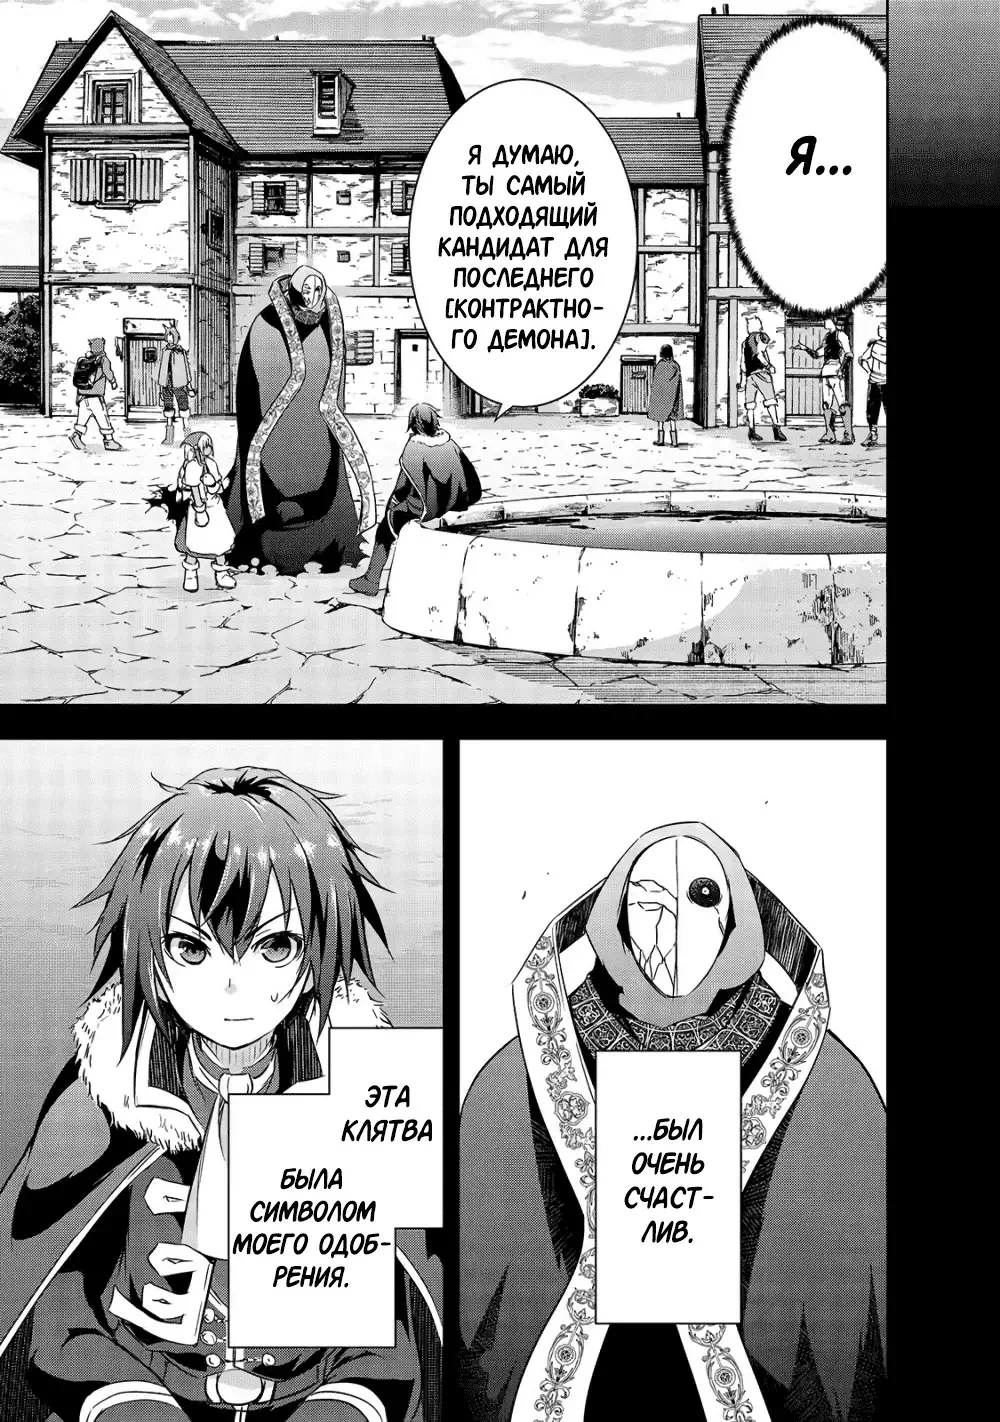 Я...
Я ДУМАЮ,
ТЫ САМЫЙ
ПОДХОДЯЩИЙ
КАНДИДАТ ДЛЯ
ПОСЛЕДНЕГО
[КОНТРАКТНО-
ГО ДЕМОНА].
...БЫЛ
ОЧЕНЬ
СЧАСТ-
ЛИВ.
ЭТА
КЛЯТВА
БЫЛА
СИМВОЛОМ
МОЕГО ОДОБ-
РЕНИЯ.